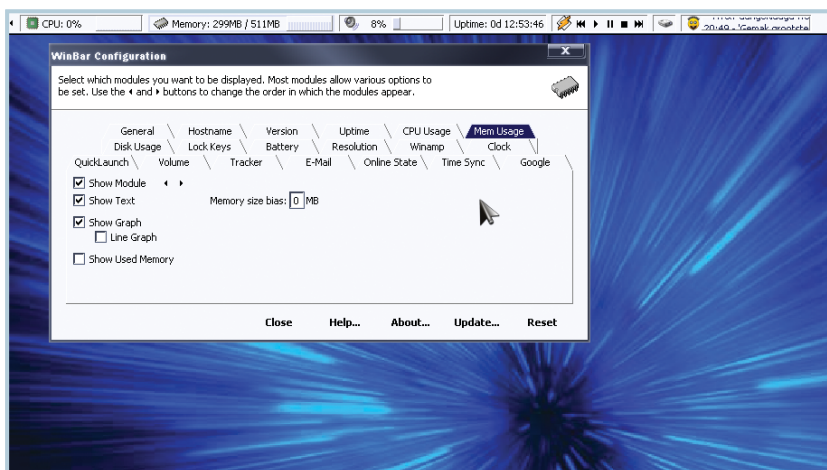 CPU: 0% Memory: 299MB / 511MB 8% Uptime: 0d 12:53:46
20:49 - 'Gemak grootste
WinBar Configuration
Select which modules you want to be displayed. Most modules allow various options to
be set. Use the ◂ and ▸ buttons to change the order in which the modules appear.
General Hostname Version Uptime CPU Usage Mem Usage
Disk Usage Lock Keys Battery Resolution Winamp Clock
QuickLaunch Volume Tracker E-Mail Online State Time Sync Google
Show Module
Show Text Memory size bias: 0 MB
Show Graph
Line Graph
Show Used Memory
Close Help... About... Update... Reset